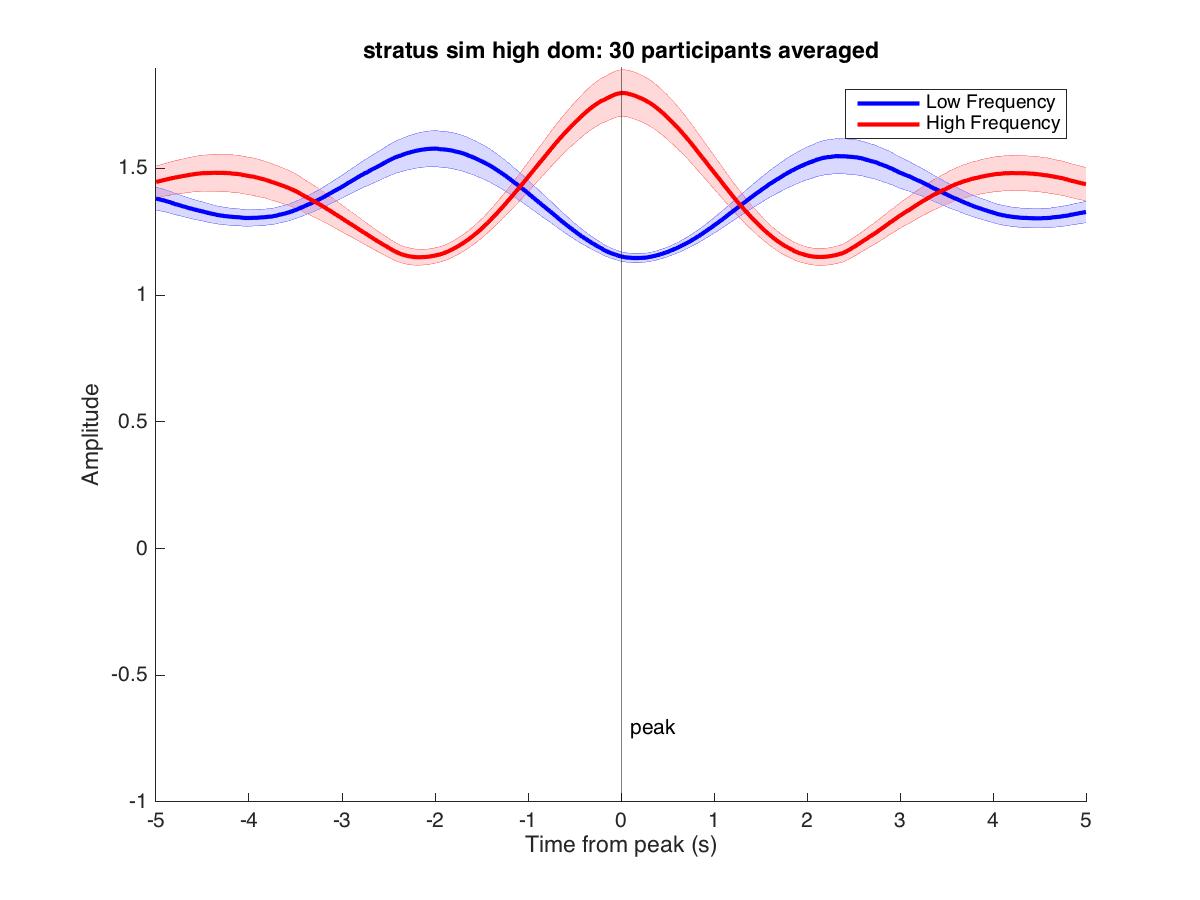 stratus sim high dom: 30 participants averaged
Low Frequency
High Frequency
1.5
1
0.5
0
-0.5
-1
Amplitude
peak
-5 -4 -3 -2 -1 0 1 2 3 4 5
Time from peak (s)